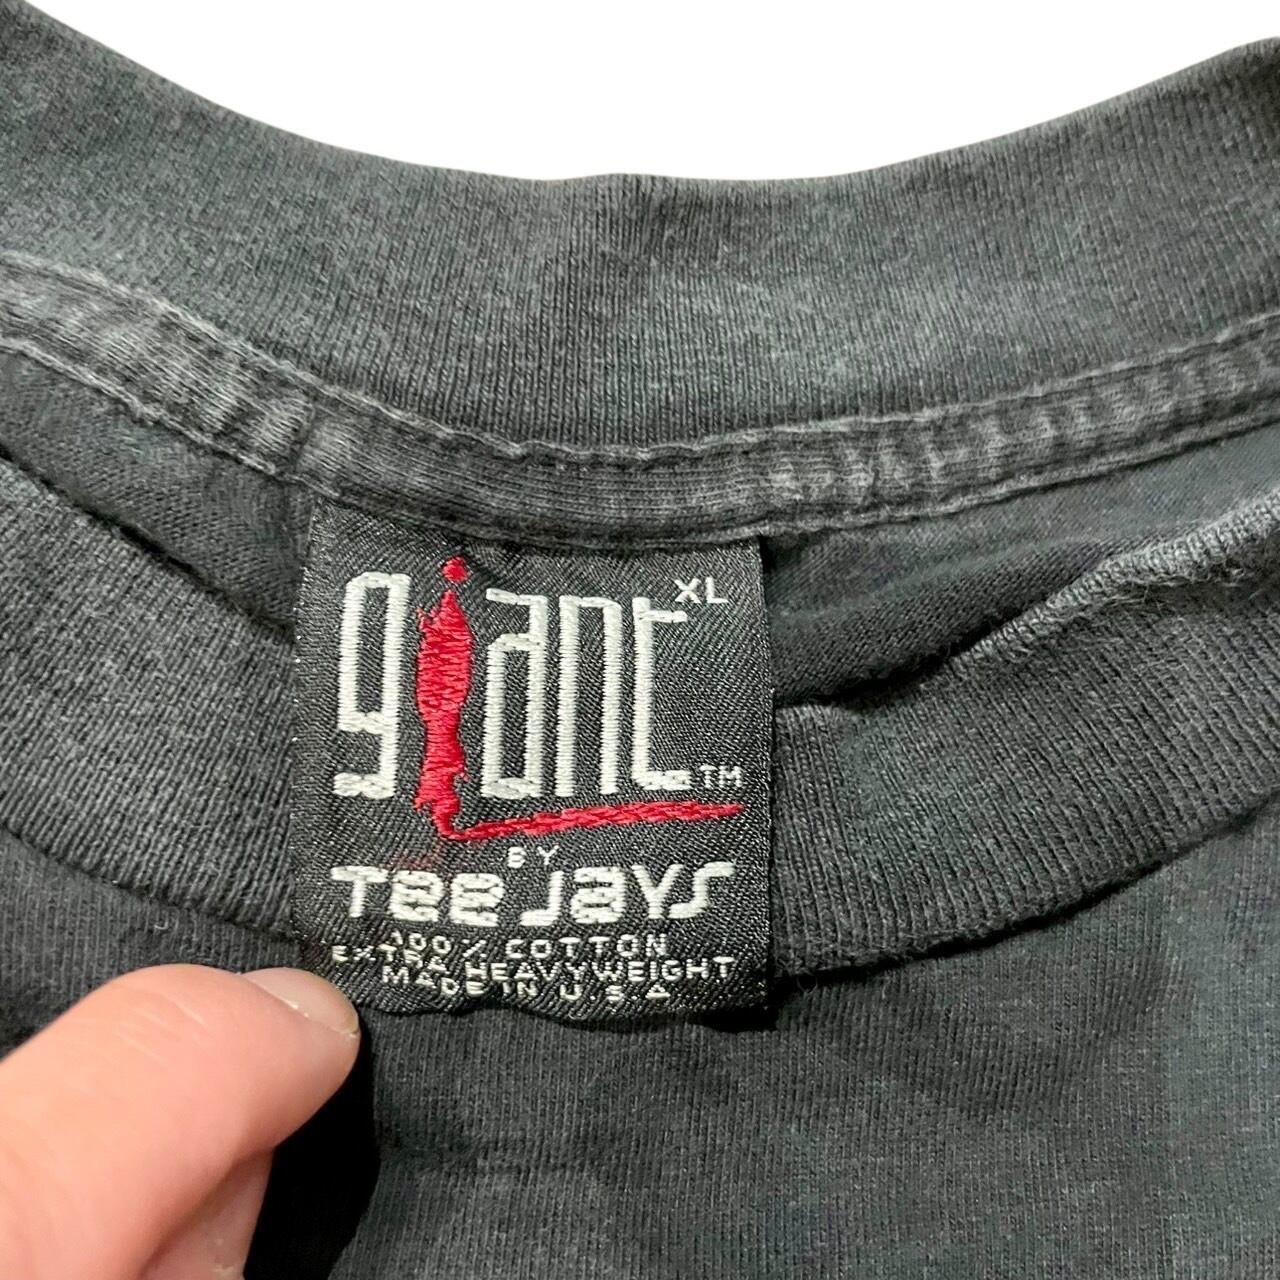 giant XL
TM
BY
Tee Jays
100% COTTON
EXTRA HEAVYWEIGHT
MADE IN U.S.A